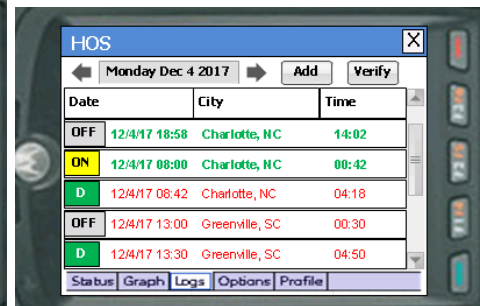 HOS X
Monday Dec 4 2017 Add Verify
Date City Time
OFF 12/4/17 18:58 Charlotte, NC 14:02
ON 12/4/17 08:00 Charlotte, NC 00:42
D 12/4/17 08:42 Charlotte, NC 04:18
OFF 12/4/17 13:00 Greenville, SC 00:30
D 12/4/17 13:30 Greenville, SC 04:50
Status Graph Logs Options Profile